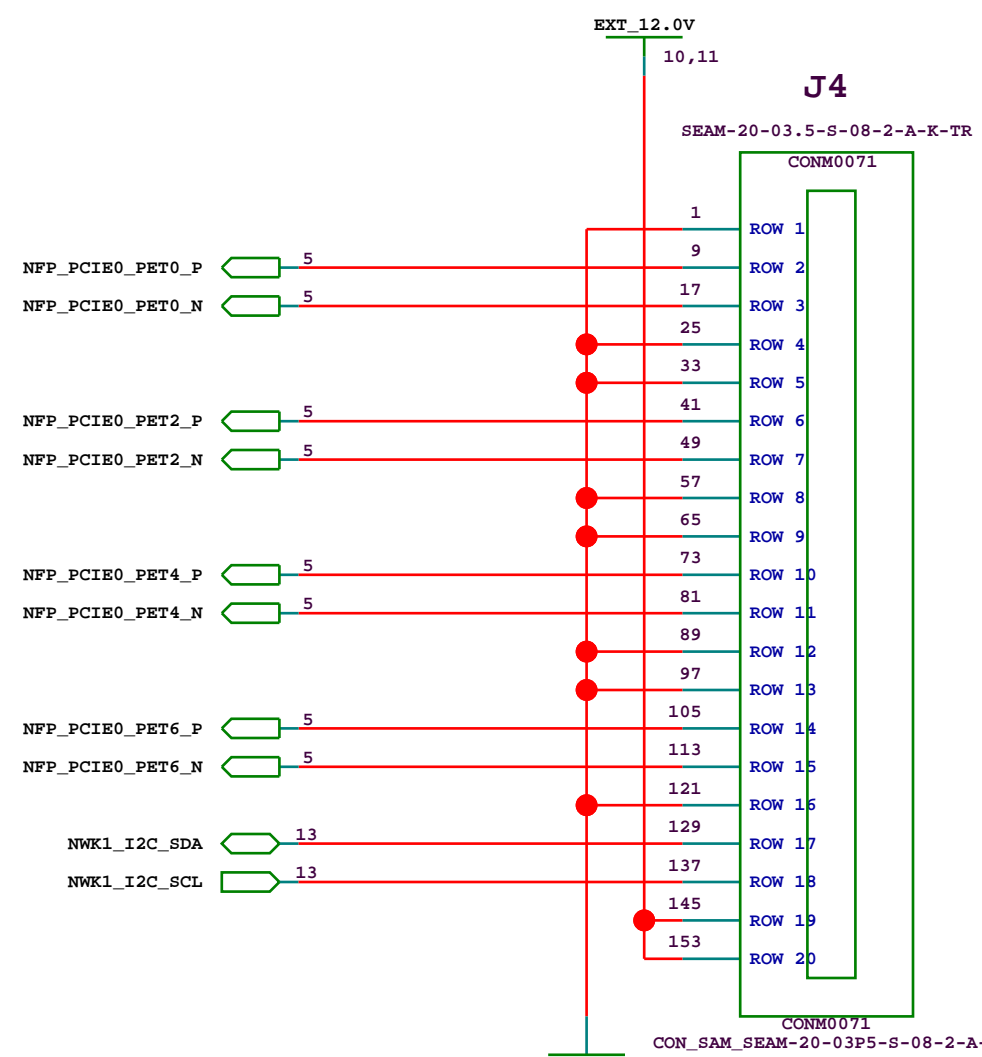 EXT_12.0V
10,11
J4
SEAM-20-03.5-S-08-2-A-K-TR
CONM0071
1 ROW 1
NFP_PCIE0_PET0_P 5 9 ROW 2
NFP_PCIE0_PET0_N 5 17 ROW 3
25 ROW 4
33 ROW 5
NFP_PCIE0_PET2_P 5 41 ROW 6
NFP_PCIE0_PET2_N 5 49 ROW 7
57 ROW 8
65 ROW 9
NFP_PCIE0_PET4_P 5 73 ROW 10
NFP_PCIE0_PET4_N 5 81 ROW 11
89 ROW 12
97 ROW 13
NFP_PCIE0_PET6_P 5 105 ROW 14
NFP_PCIE0_PET6_N 5 113 ROW 15
121 ROW 16
NWK1_I2C_SDA 13 129 ROW 17
NWK1_I2C_SCL 13 137 ROW 18
145 ROW 19
153 ROW 20
CONM0071
CON_SAM_SEAM-20-03P5-S-08-2-A-